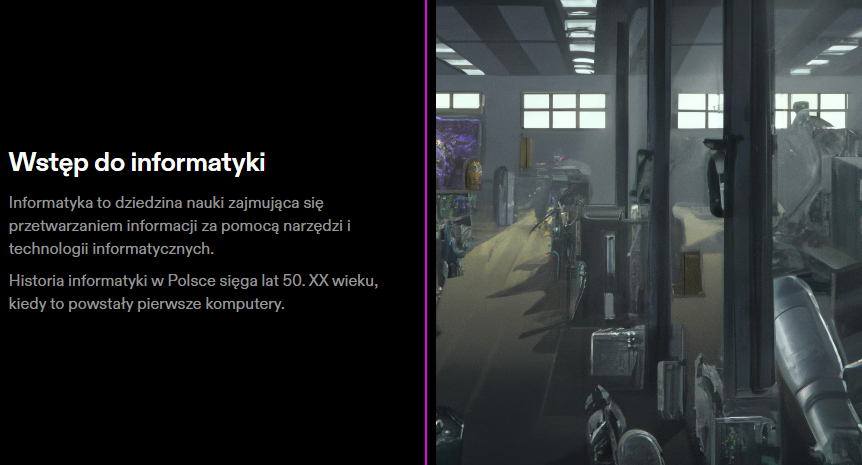 Wstęp do informatyki
Informatyka to dziedzina nauki zajmująca się
przetwarzaniem informacji za pomocą narzędzi i
technologii informatycznych.
Historia informatyki w Polsce sięga lat 50. XX wieku,
kiedy to powstały pierwsze komputery.